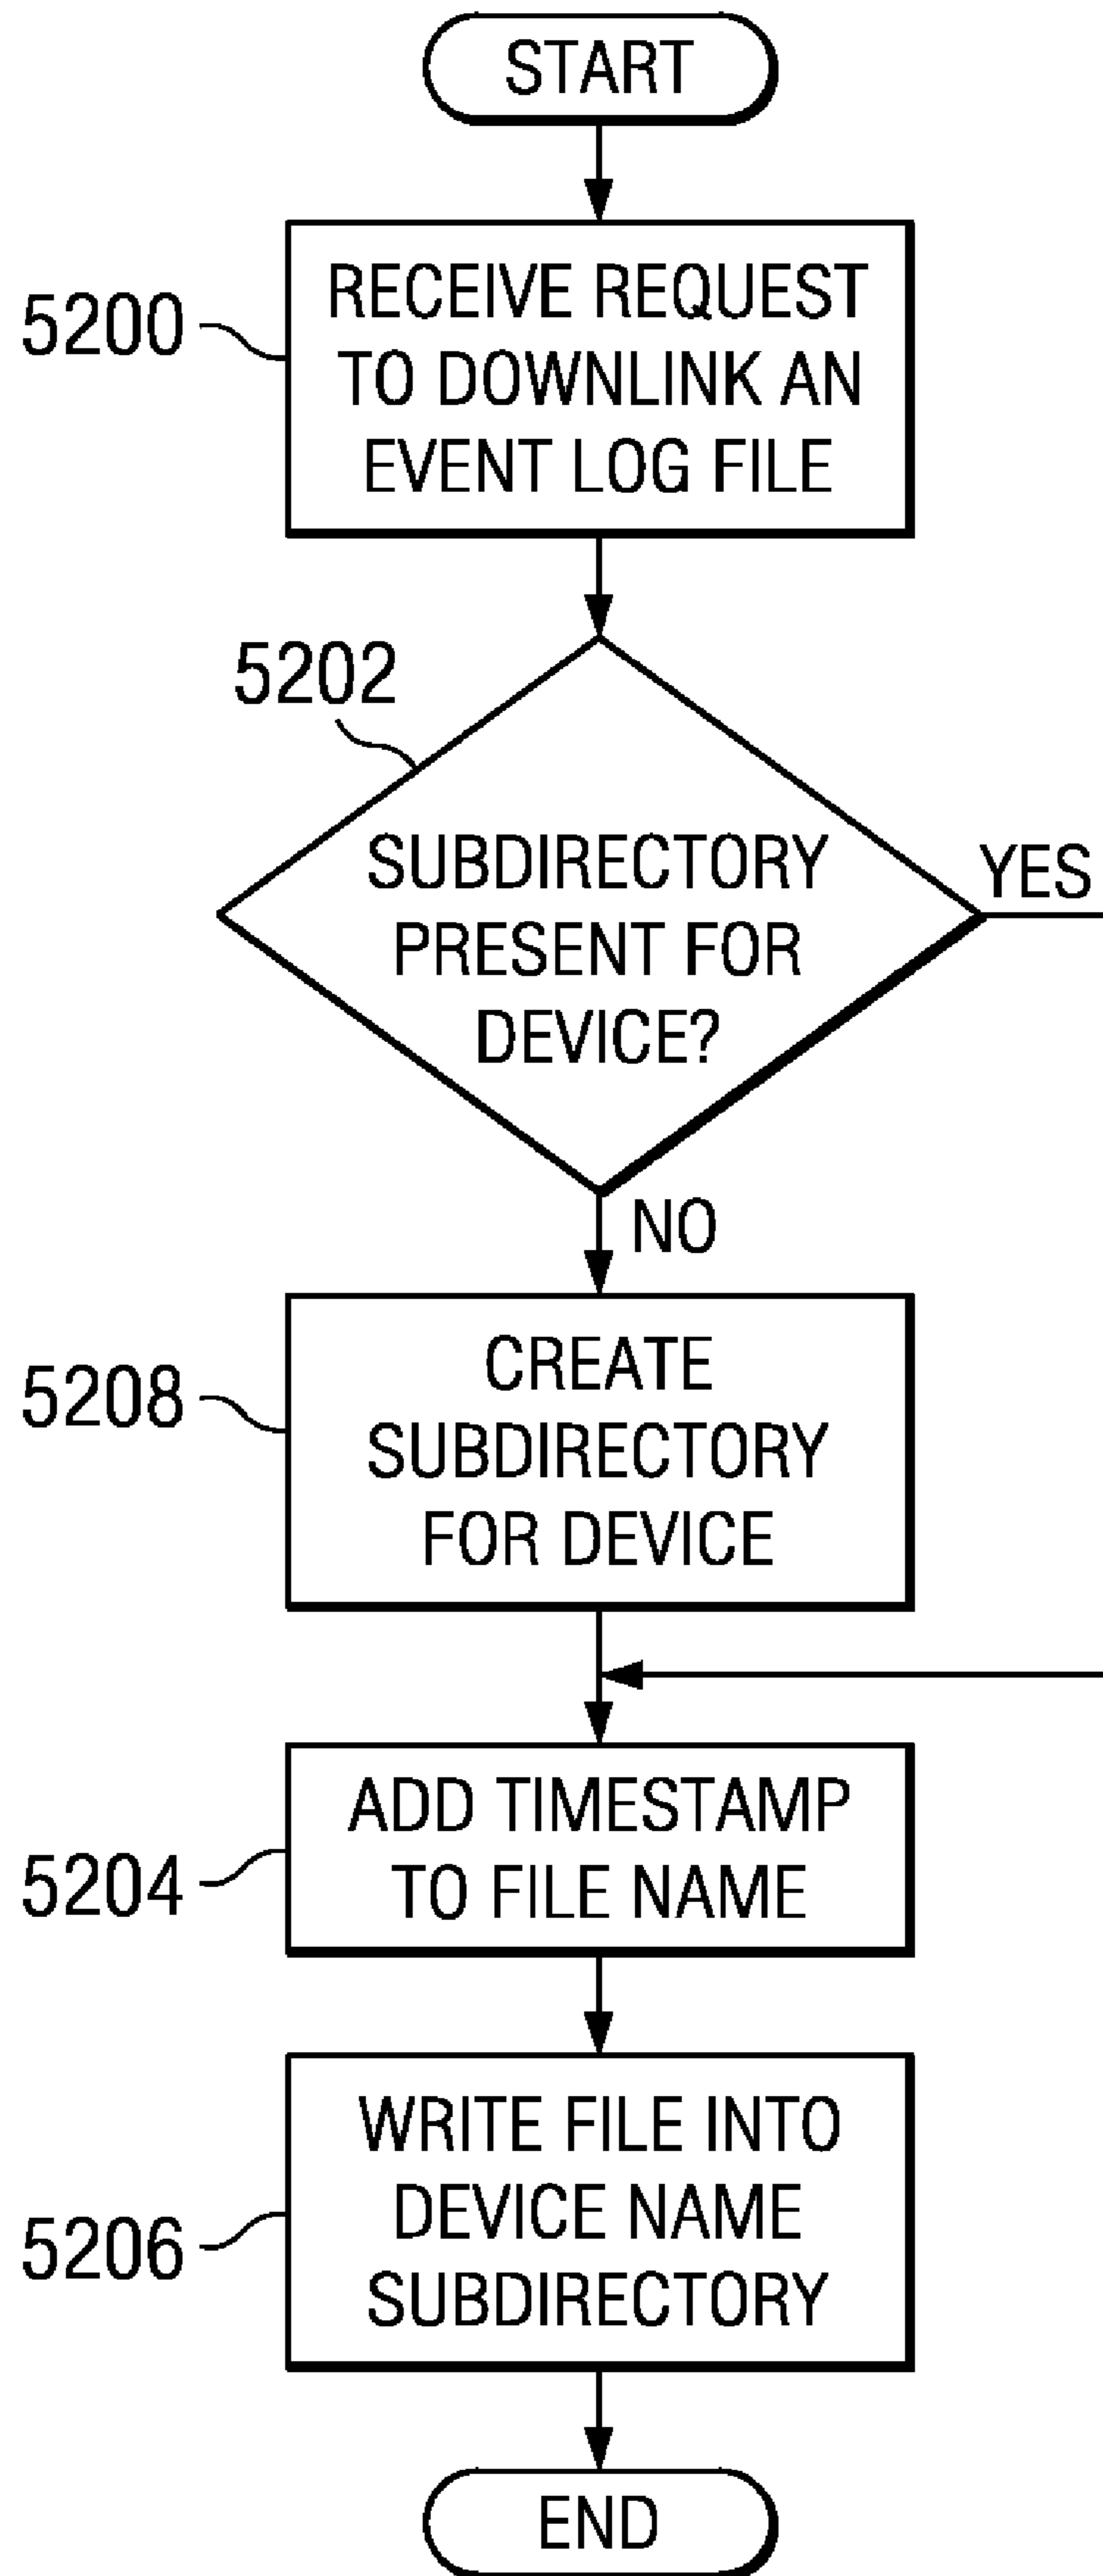 START
5200
RECEIVE REQUEST
TO DOWNLINK AN
EVENT LOG FILE
5202
SUBDIRECTORY
PRESENT FOR
DEVICE?
YES
NO
5208
CREATE
SUBDIRECTORY
FOR DEVICE
5204
ADD TIMESTAMP
TO FILE NAME
5206
WRITE FILE INTO
DEVICE NAME
SUBDIRECTORY
END